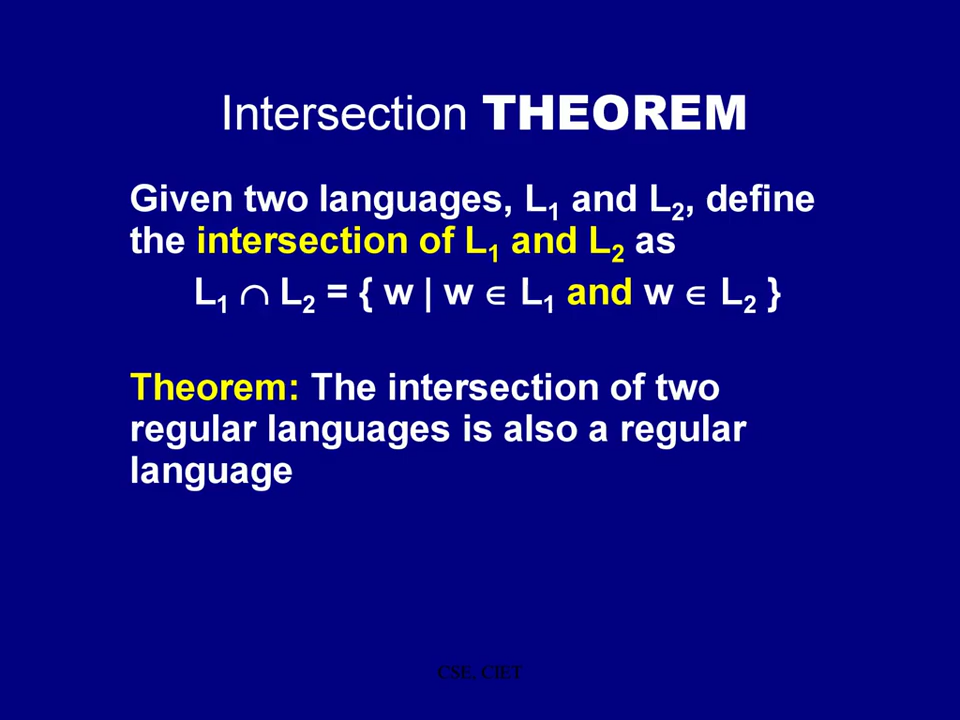 Intersection THEOREM
Given two languages, L₁ and L₂, define
the intersection of L₁ and L₂ as
L₁ ∩ L₂ = { w | w ∈ L₁ and w ∈ L₂ }
Theorem: The intersection of two
regular languages is also a regular
language
CSE, CIET